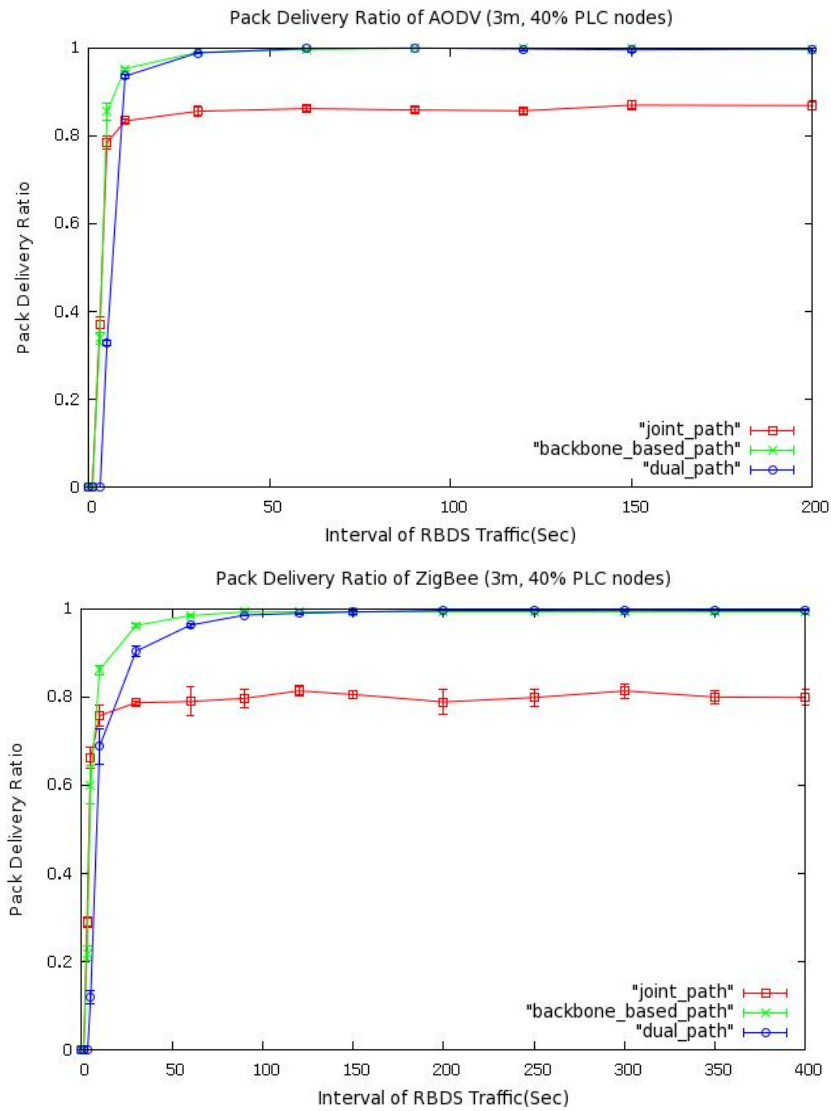 Pack Delivery Ratio of AODV (3m, 40% PLC nodes)
1
0.8
0.6
0.4
0.2
0
Pack Delivery Ratio
"joint_path"
"backbone_based_path"
"dual_path"
0 50 100 150 200
Interval of RBDS Traffic(Sec)
Pack Delivery Ratio of ZigBee (3m, 40% PLC nodes)
1
0.8
0.6
0.4
0.2
0
Pack Delivery Ratio
"joint_path"
"backbone_based_path"
"dual_path"
0 50 100 150 200 250 300 350 400
Interval of RBDS Traffic(Sec)